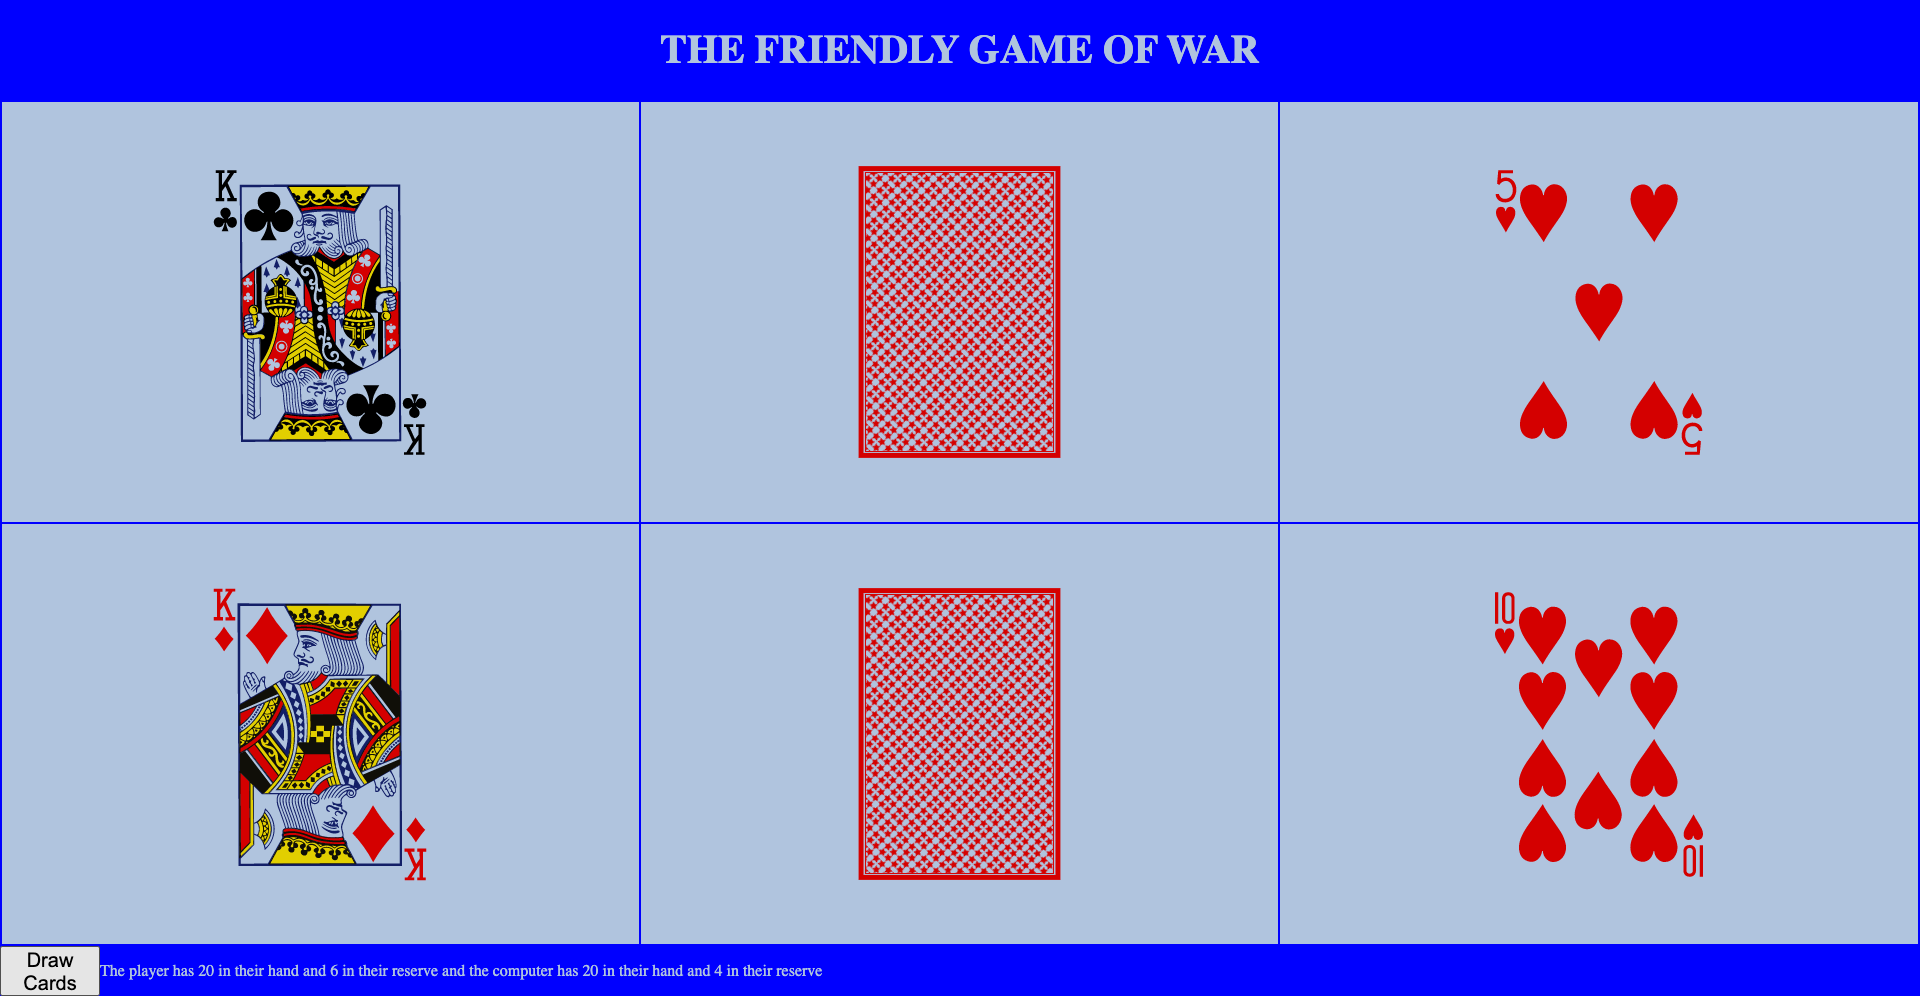 THE FRIENDLY GAME OF WAR
K
K
5
5
K
K
10
10
Draw
Cards
The player has 20 in their hand and 6 in their reserve and the computer has 20 in their hand and 4 in their reserve